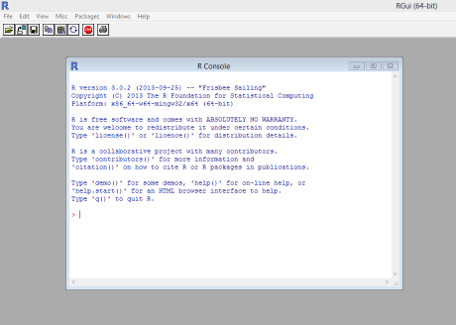 RGui (64-bit)
File Edit View Misc Packages Windows Help
R Console
R version 3.0.2 (2013-09-25) -- "Frisbee Sailing"
Copyright (C) 2013 The R Foundation for Statistical Computing
Platform: x86_64-w64-mingw32/x64 (64-bit)
R is free software and comes with ABSOLUTELY NO WARRANTY.
You are welcome to redistribute it under certain conditions.
Type 'license()' or 'licence()' for distribution details.
R is a collaborative project with many contributors.
Type 'contributors()' for more information and
'citation()' on how to cite R or R packages in publications.
Type 'demo()' for some demos, 'help()' for on-line help, or
'help.start()' for an HTML browser interface to help.
Type 'q()' to quit R.
>